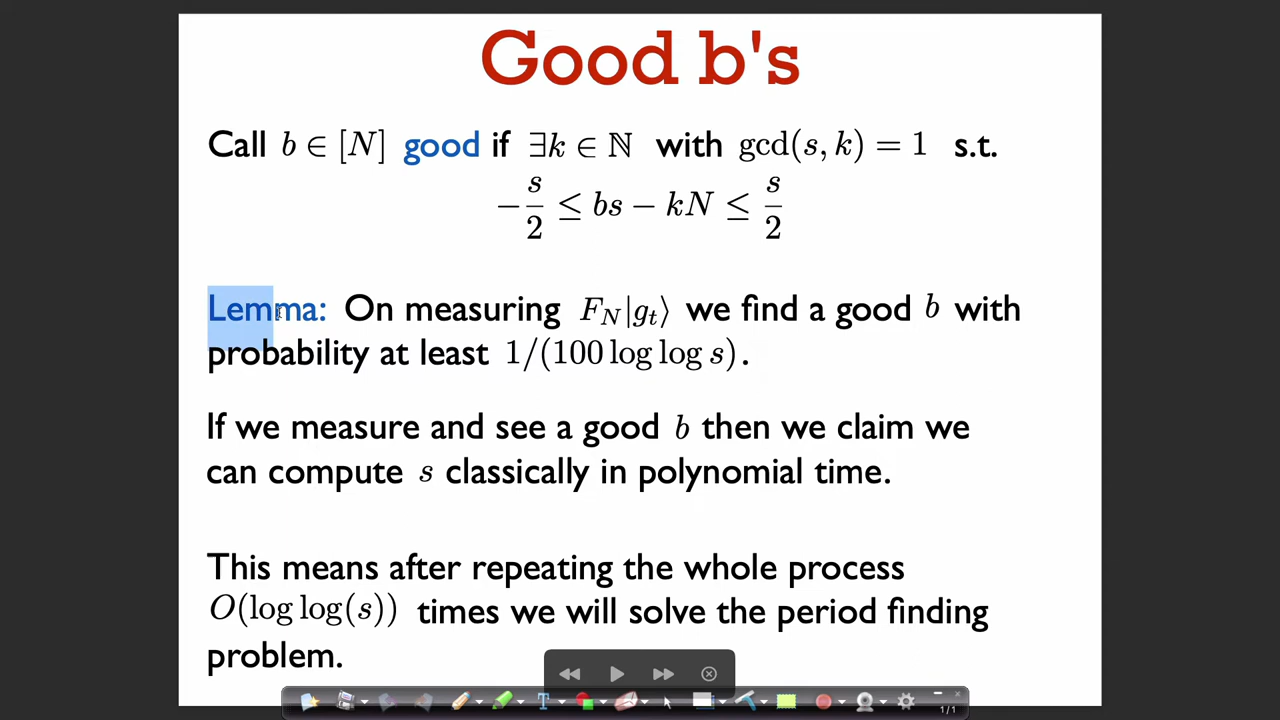 Good b's
Call b ∈ [N] good if ∃k ∈ ℕ with gcd(s, k) = 1 s.t.
−s/2 ≤ bs − kN ≤ s/2
Lemma: On measuring F_N|g_t⟩ we find a good b with
probability at least 1/(100 log log s).
If we measure and see a good b then we claim we
can compute s classically in polynomial time.
This means after repeating the whole process
O(log log(s)) times we will solve the period finding
problem.
1/1